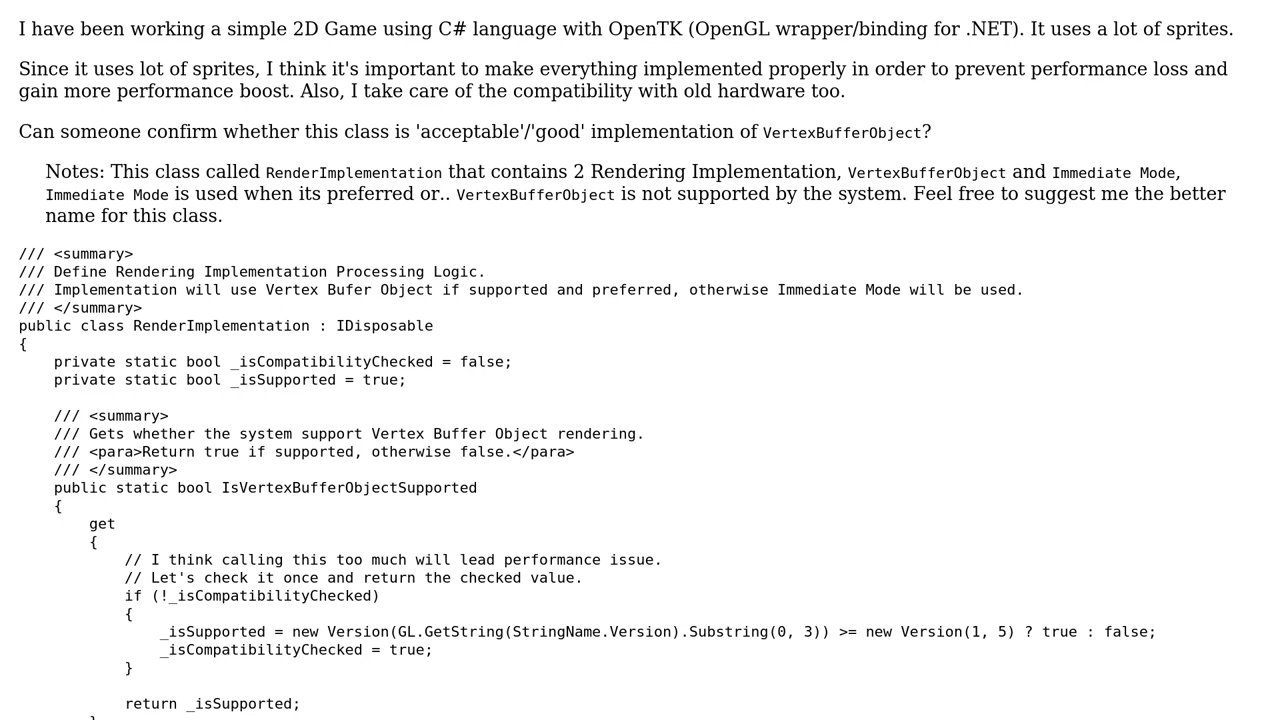 I have been working a simple 2D Game using C# language with OpenTK (OpenGL wrapper/binding for .NET). It uses a lot of sprites.
Since it uses lot of sprites, I think it's important to make everything implemented properly in order to prevent performance loss and
gain more performance boost. Also, I take care of the compatibility with old hardware too.
Can someone confirm whether this class is 'acceptable'/'good' implementation of VertexBufferObject?
Notes: This class called RenderImplementation that contains 2 Rendering Implementation, VertexBufferObject and Immediate Mode,
Immediate Mode is used when its preferred or.. VertexBufferObject is not supported by the system. Feel free to suggest me the better
name for this class.
/// <summary>
/// Define Rendering Implementation Processing Logic.
/// Implementation will use Vertex Bufer Object if supported and preferred, otherwise Immediate Mode will be used.
/// </summary>
public class RenderImplementation : IDisposable
{
    private static bool _isCompatibilityChecked = false;
    private static bool _isSupported = true;

    /// <summary>
    /// Gets whether the system support Vertex Buffer Object rendering.
    /// <para>Return true if supported, otherwise false.</para>
    /// </summary>
    public static bool IsVertexBufferObjectSupported
    {
        get
        {
            // I think calling this too much will lead performance issue.
            // Let's check it once and return the checked value.
            if (!_isCompatibilityChecked)
            {
                _isSupported = new Version(GL.GetString(StringName.Version).Substring(0, 3)) >= new Version(1, 5) ? true : false;
                _isCompatibilityChecked = true;
            }

            return _isSupported;
        }